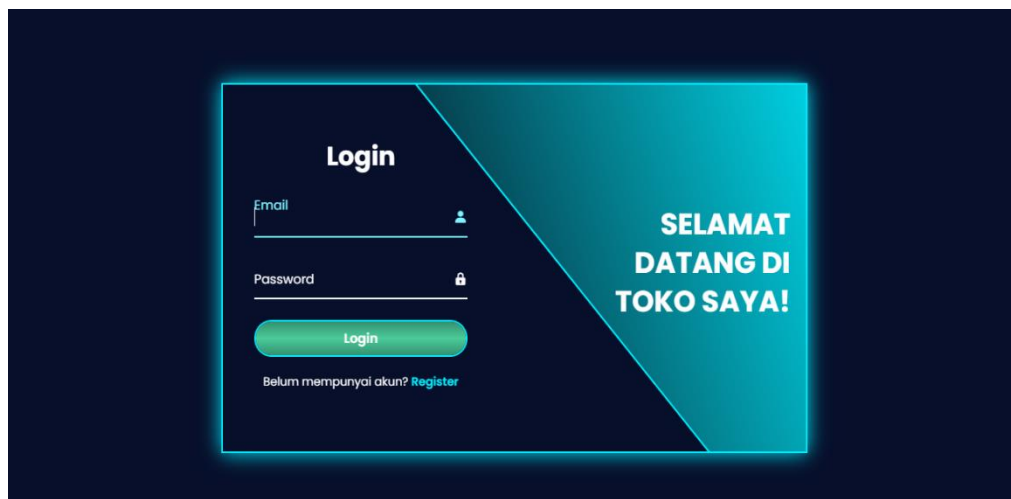 Login
Email
Password
Login
Belum mempunyai akun? Register
SELAMAT
DATANG DI
TOKO SAYA!